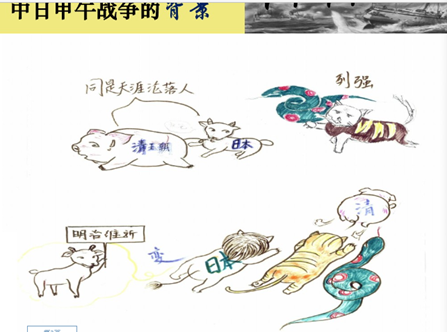 中日甲午战争的背景
同是天涯沦落人
列强
清王朝
日本
清
明治维新
变
日本